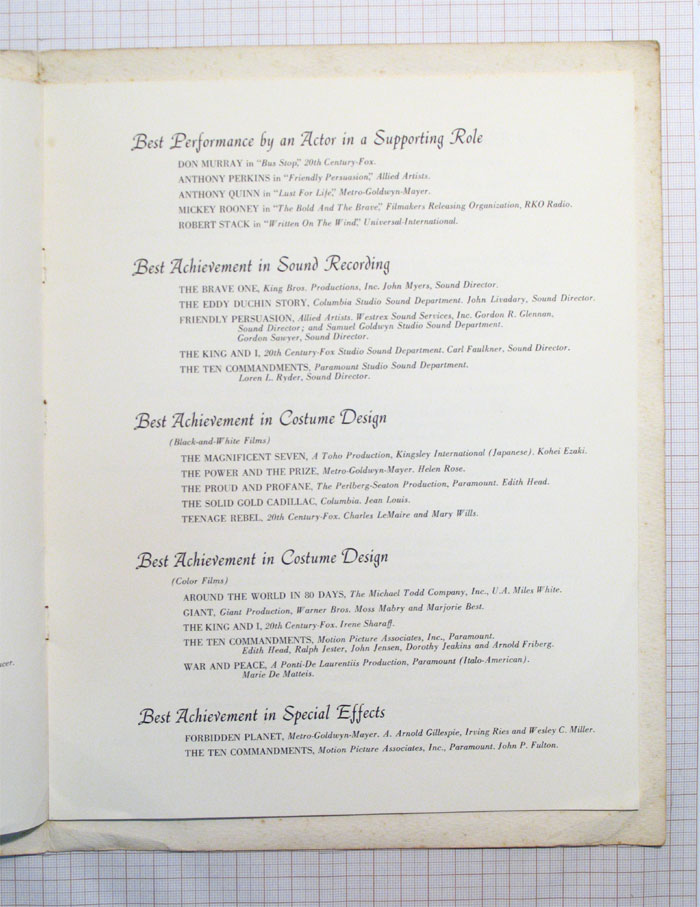 Best Performance by an Actor in a Supporting Role
DON MURRAY in "Bus Stop," 20th Century-Fox.
ANTHONY PERKINS in "Friendly Persuasion," Allied Artists.
ANTHONY QUINN in "Lust For Life," Metro-Goldwyn-Mayer.
MICKEY ROONEY in "The Bold And The Brave," Filmakers Releasing Organization, RKO Radio.
ROBERT STACK in "Written On The Wind," Universal-International.
Best Achievement in Sound Recording
THE BRAVE ONE, King Bros. Productions, Inc. John Myers, Sound Director.
THE EDDY DUCHIN STORY, Columbia Studio Sound Department. John Livadary, Sound Director.
FRIENDLY PERSUASION, Allied Artists. Westrex Sound Services, Inc. Gordon R. Glennan,
Sound Director; and Samuel Goldwyn Studio Sound Department.
Gordon Sawyer, Sound Director.
THE KING AND I, 20th Century-Fox Studio Sound Department. Carl Faulkner, Sound Director.
THE TEN COMMANDMENTS, Paramount Studio Sound Department.
Loren L. Ryder, Sound Director.
Best Achievement in Costume Design
(Black-and-White Films)
THE MAGNIFICENT SEVEN, A Toho Production, Kingsley International (Japanese). Kohei Ezaki.
THE POWER AND THE PRIZE, Metro-Goldwyn-Mayer. Helen Rose.
THE PROUD AND PROFANE, The Perlberg-Seaton Production, Paramount. Edith Head.
THE SOLID GOLD CADILLAC, Columbia. Jean Louis.
TEENAGE REBEL, 20th Century-Fox. Charles LeMaire and Mary Wills.
Best Achievement in Costume Design
(Color Films)
AROUND THE WORLD IN 80 DAYS, The Michael Todd Company, Inc., U.A. Miles White.
GIANT, Giant Production, Warner Bros. Moss Mabry and Marjorie Best.
THE KING AND I, 20th Century-Fox. Irene Sharaff.
THE TEN COMMANDMENTS, Motion Picture Associates, Inc., Paramount.
Edith Head, Ralph Jester, John Jensen, Dorothy Jeakins and Arnold Friberg.
WAR AND PEACE, A Ponti-De Laurentiis Production, Paramount (Italo-American).
Marie De Matteis.
Best Achievement in Special Effects
FORBIDDEN PLANET, Metro-Goldwyn-Mayer. A. Arnold Gillespie, Irving Ries and Wesley C. Miller.
THE TEN COMMANDMENTS, Motion Picture Associates, Inc., Paramount. John P. Fulton.